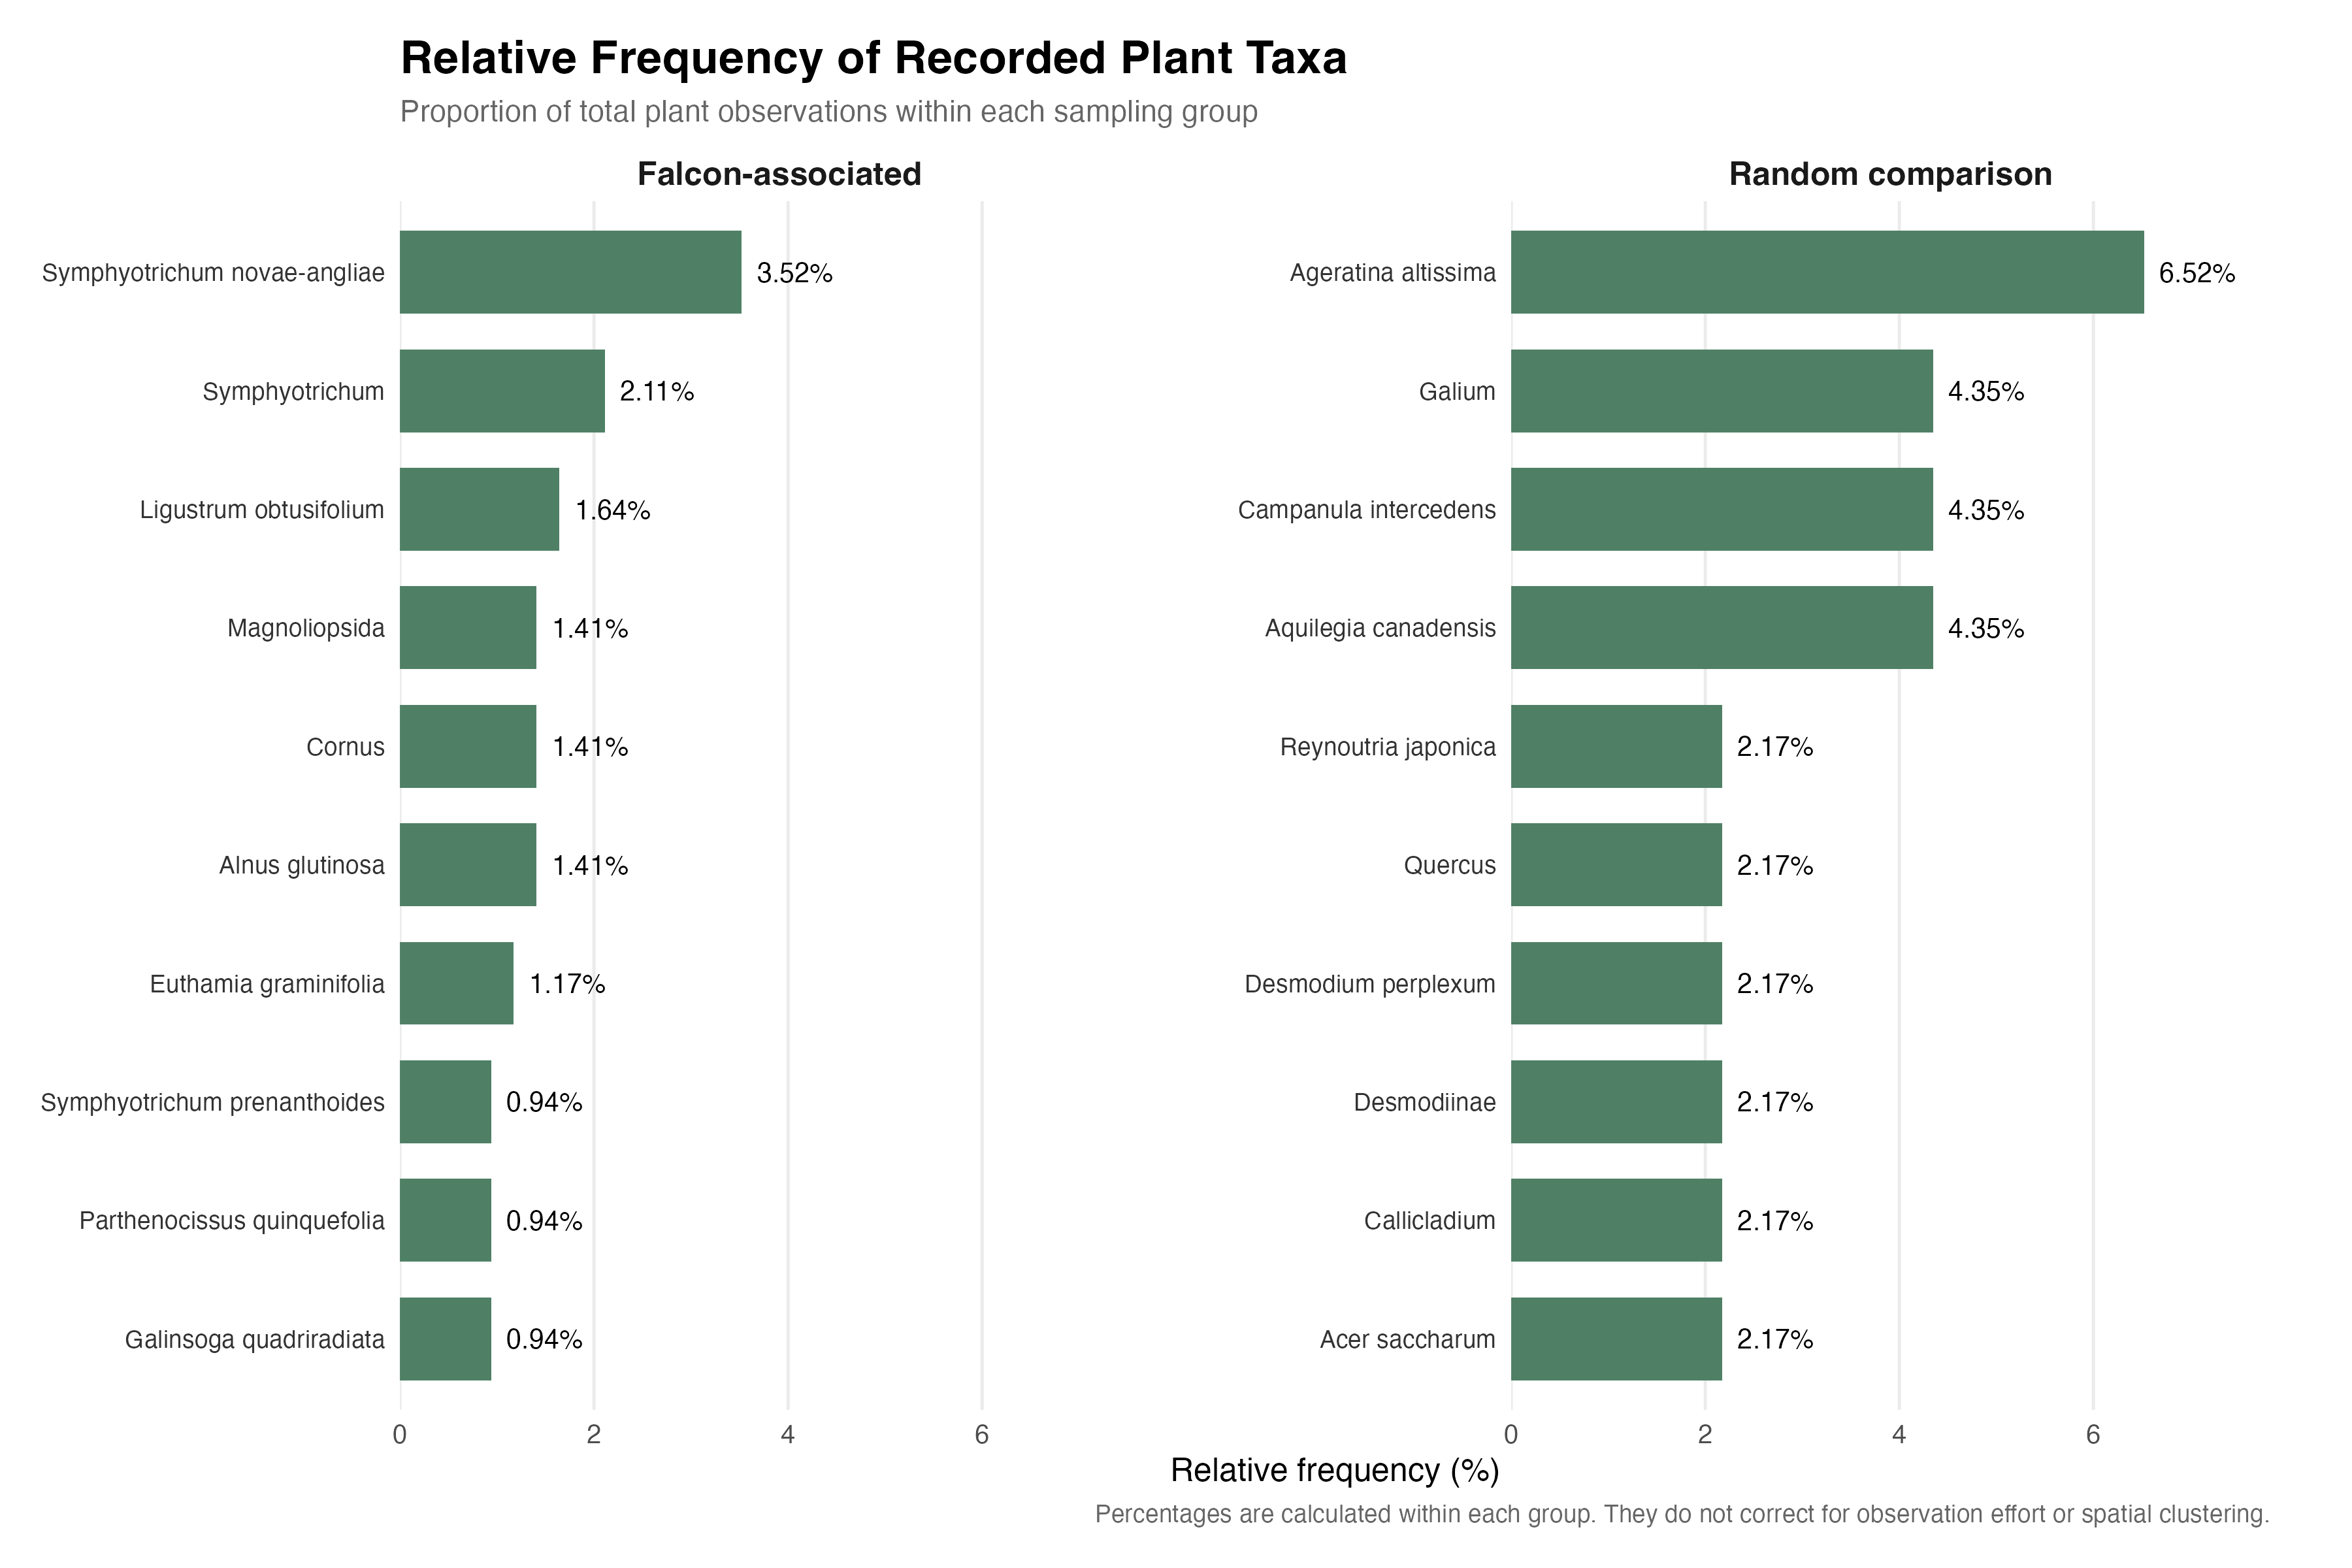 Relative Frequency of Recorded Plant Taxa
Proportion of total plant observations within each sampling group
Falcon-associated
Symphyotrichum novae-angliae 3.52%
Symphyotrichum 2.11%
Ligustrum obtusifolium 1.64%
Magnoliopsida 1.41%
Cornus 1.41%
Alnus glutinosa 1.41%
Euthamia graminifolia 1.17%
Symphyotrichum prenanthoides 0.94%
Parthenocissus quinquefolia 0.94%
Galinsoga quadriradiata 0.94%
0 2 4 6
Random comparison
Ageratina altissima 6.52%
Galium 4.35%
Campanula intercedens 4.35%
Aquilegia canadensis 4.35%
Reynoutria japonica 2.17%
Quercus 2.17%
Desmodium perplexum 2.17%
Desmodiinae 2.17%
Callicladium 2.17%
Acer saccharum 2.17%
0 2 4 6
Relative frequency (%)
Percentages are calculated within each group. They do not correct for observation effort or spatial clustering.